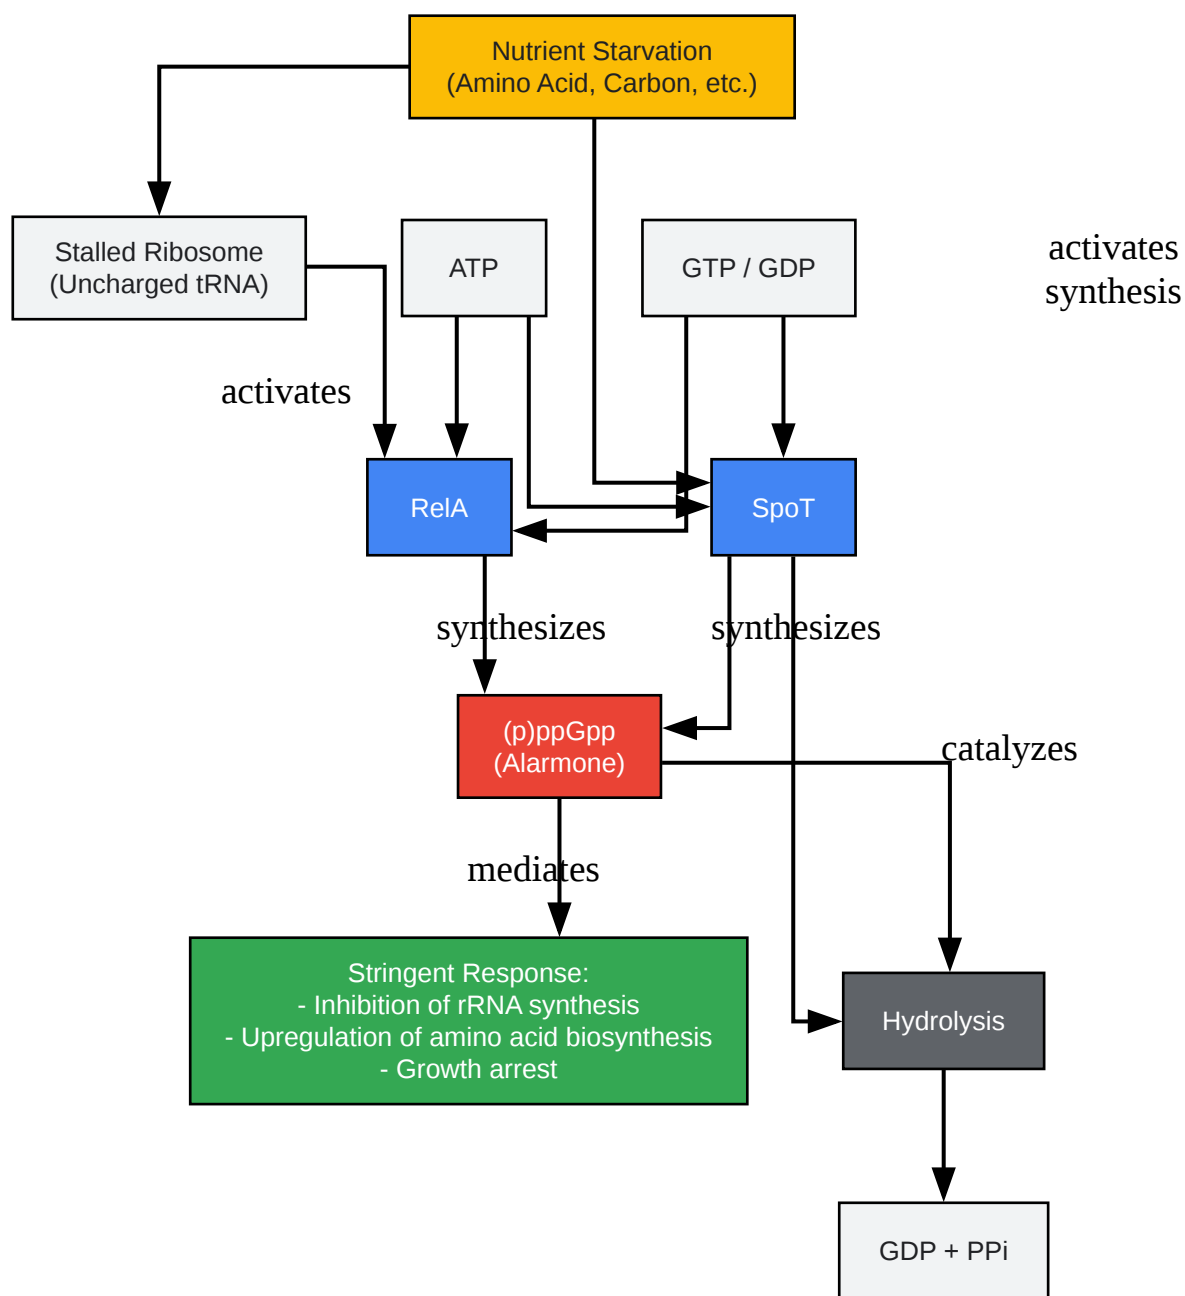 Nutrient Starvation
(Amino Acid, Carbon, etc.)
Stalled Ribosome
(Uncharged tRNA)
ATP
GTP / GDP
activates
synthesis
activates
RelA
SpoT
synthesizes
synthesizes
(p)ppGpp
(Alarmone)
catalyzes
mediates
Stringent Response:
- Inhibition of rRNA synthesis
- Upregulation of amino acid biosynthesis
- Growth arrest
Hydrolysis
GDP + PPi